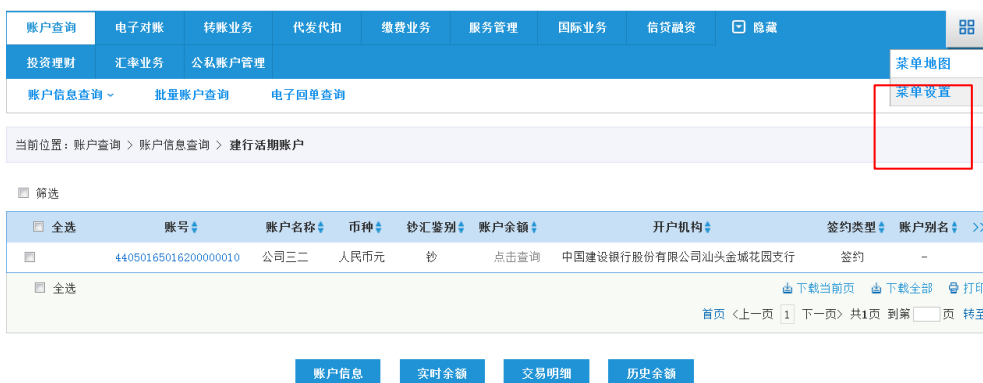 账户查询 电子对账 转账业务 代发代扣 缴费业务 服务管理 国际业务 信贷融资 隐藏
投资理财 汇率业务 公私账户管理 菜单地图
账户信息查询 批量账户查询 电子回单查询 菜单设置
当前位置：账户查询 > 账户信息查询 > 建行活期账户
筛选
全选 账号 账户名称 币种 钞汇鉴别 账户余额 开户机构 签约类型 账户别名 >>
44050165016200000010 公司三二 人民币元 钞 点击查询 中国建设银行股份有限公司汕头金城花园支行 签约 -
全选 下载当前页 下载全部 打印
首页 <上一页 1 下一页> 共1页 到第 页 转至
账户信息 实时余额 交易明细 历史余额